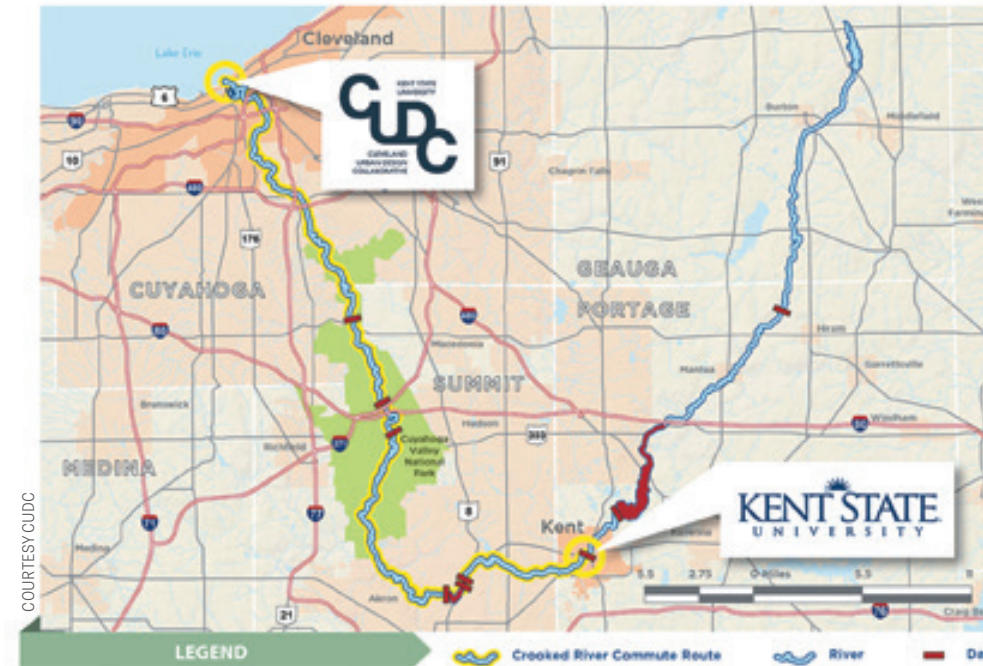 Lake Erie
Cleveland
6
90
10
480
176
91
KENT STATE
UNIVERSITY
CUDC
CLEVELAND
URBAN DESIGN
COLLABORATIVE
Chagrin Falls
Burton
Middlefield
GEAUGA
PORTAGE
CUYAHOGA
80
480
Macedonia
Hiram
Mantua
Garrettsville
SUMMIT
Brunswick
Hudson
303
80
Windham
Richfield
271
Cuyahoga
Valley
National
Park
MEDINA
71
77
8
Kent
KENT STATE
UNIVERSITY
Ravenna
Medina
Akron
21
5.5
2.75
0 Miles
5.5
76
COURTESY CUDC
LEGEND
Crooked River Commute Route
River
Da